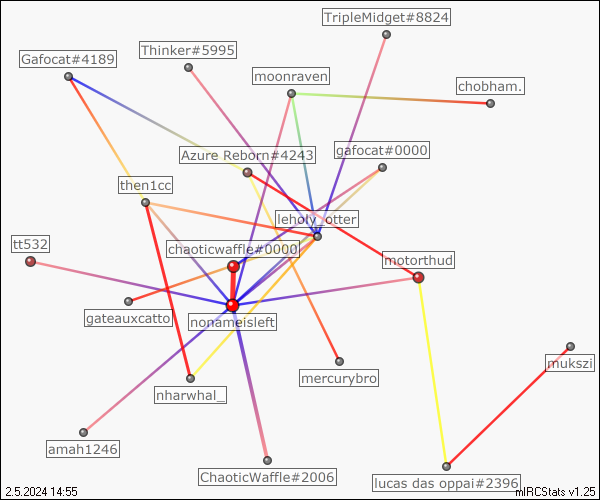 TripleMidget#8824
Thinker#5995
Gafocat#4189
moonraven
chobham.
Azure Reborn#4243
gafocat#0000
then1cc
leholy_otter
tt532
chaoticwaffle#0000
motorthud
gateauxcatto
nonameisleft
mukszi
mercurybro
nharwhal_
amah1246
ChaoticWaffle#2006
lucas das oppai#2396
2.5.2024 14:55
mIRCStats v1.25